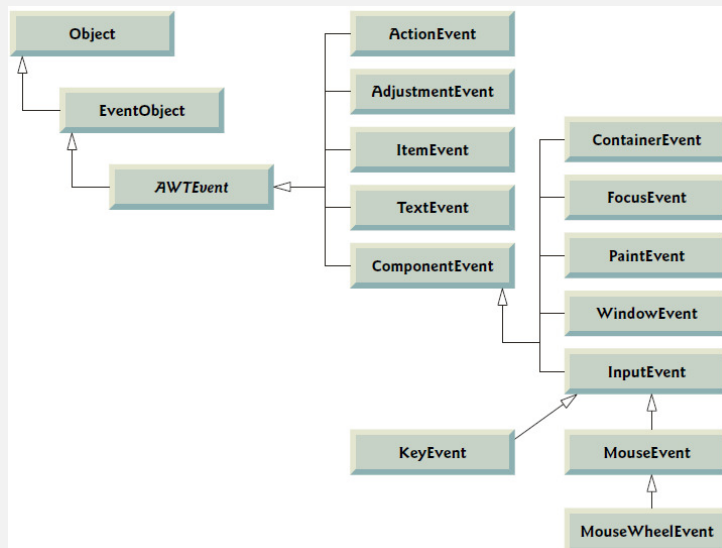 Object
EventObject
AWTEvent
ActionEvent
AdjustmentEvent
ItemEvent
TextEvent
ComponentEvent
ContainerEvent
FocusEvent
PaintEvent
WindowEvent
InputEvent
KeyEvent
MouseEvent
MouseWheelEvent